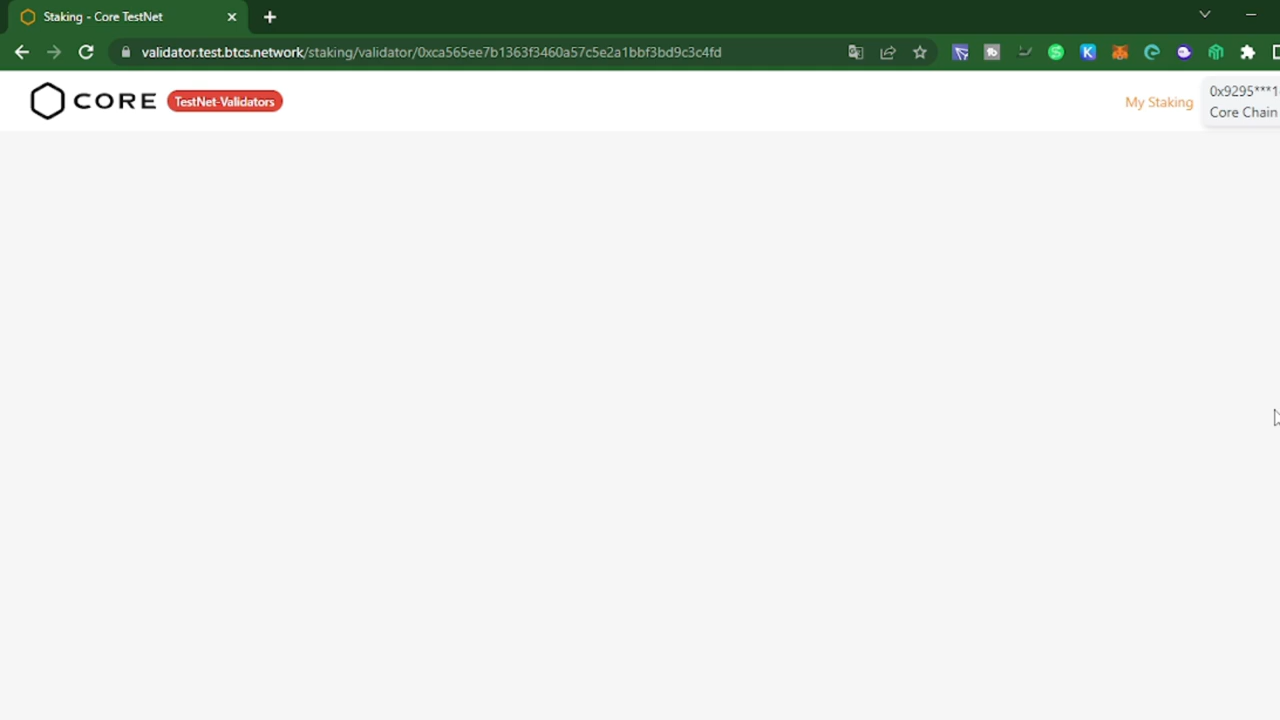 Staking - Core TestNet
validator.test.btcs.network/staking/validator/0xca565ee7b1363f3460a57c5e2a1bbf3bd9c3c4fd
CORE
TestNet-Validators
My Staking
0x9295***1
Core Chain